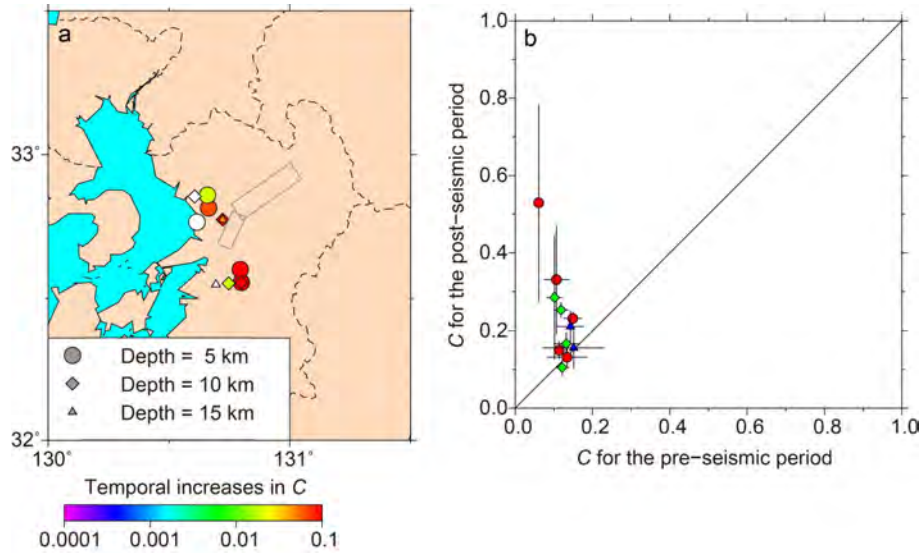 a
33°
32°
130°
131°
Depth = 5 km
Depth = 10 km
Depth = 15 km
Temporal increases in C
0.0001 0.001 0.01 0.1
b
1.0
0.8
0.6
0.4
0.2
0.0
C for the post−seismic period
0.0 0.2 0.4 0.6 0.8 1.0
C for the pre−seismic period